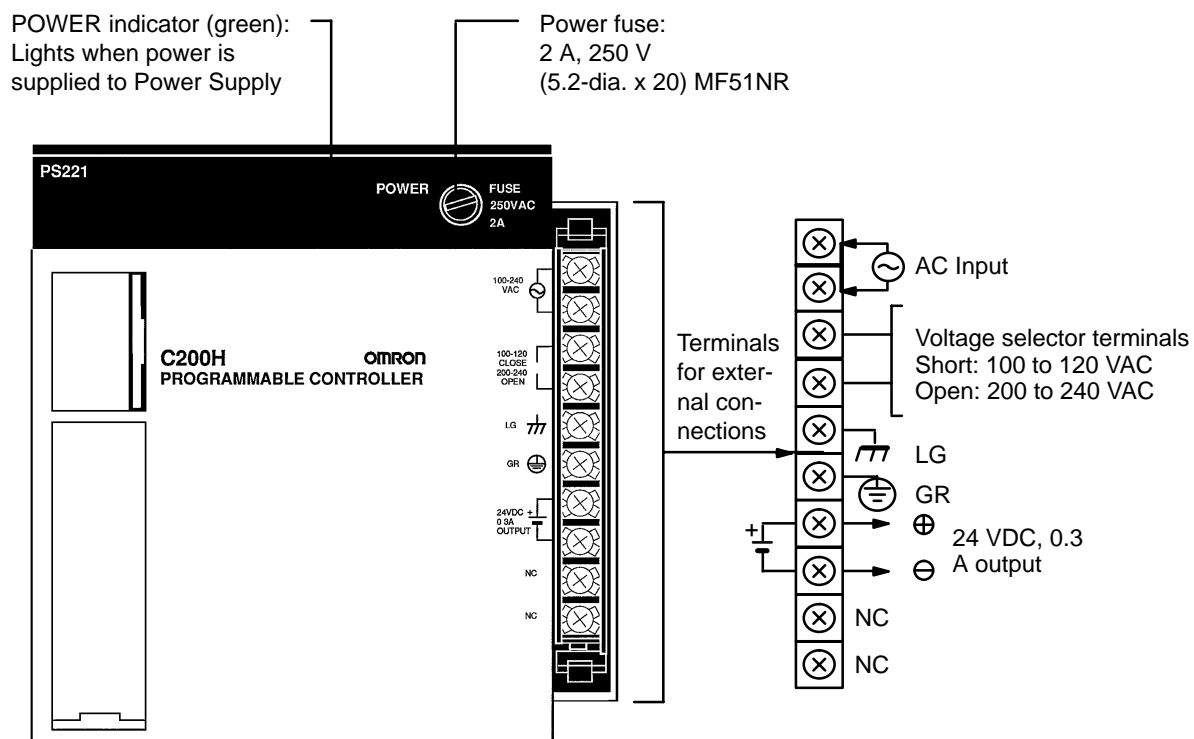 POWER indicator (green):
Lights when power is
supplied to Power Supply
Power fuse:
2 A, 250 V
(5.2-dia. x 20) MF51NR
PS221
POWER
FUSE
250VAC
2A
100-240
VAC
C200H
OMRON
PROGRAMMABLE CONTROLLER
100-120
CLOSE
200-240
OPEN
LG
GR
24VDC +
0 3A
OUTPUT
NC
NC
Terminals
for exter-
nal con-
nections
AC Input
Voltage selector terminals
Short: 100 to 120 VAC
Open: 200 to 240 VAC
LG
GR
+
24 VDC, 0.3
A output
NC
NC